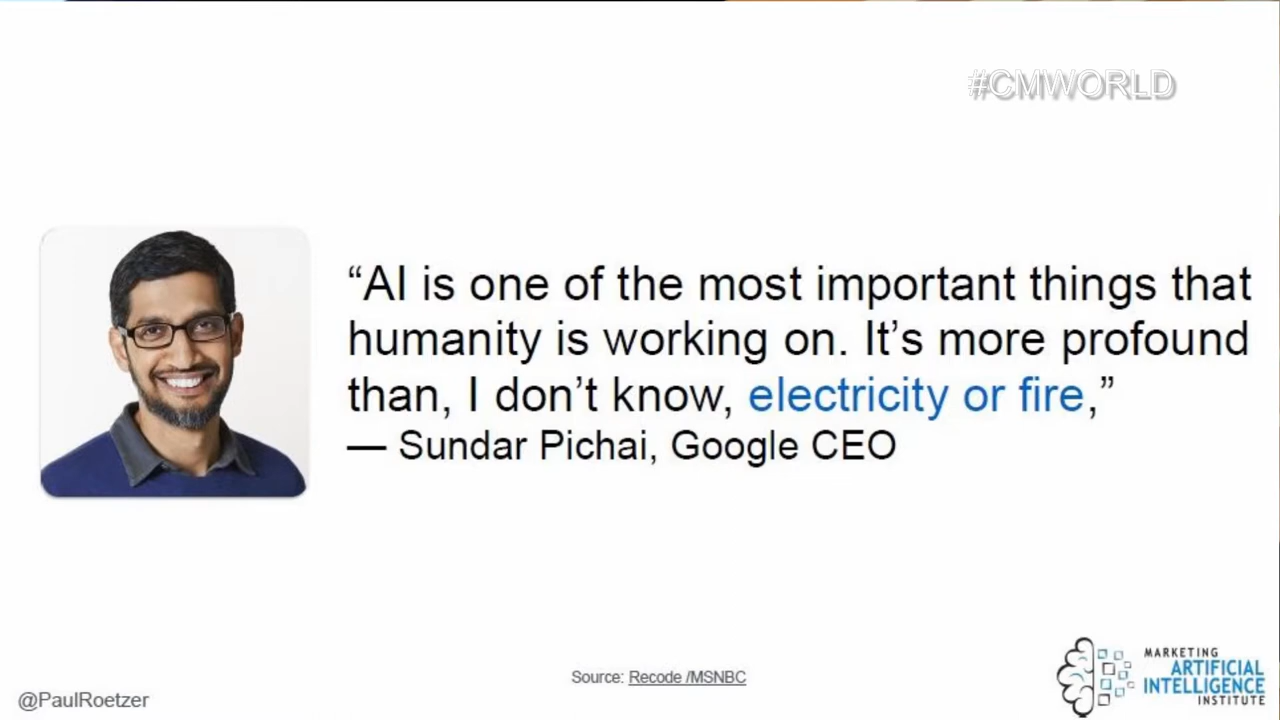 #CMWORLD
“AI is one of the most important things that
humanity is working on. It’s more profound
than, I don’t know, electricity or fire,”
— Sundar Pichai, Google CEO
Source: Recode /MSNBC
@PaulRoetzer
MARKETING
ARTIFICIAL
INTELLIGENCE
INSTITUTE